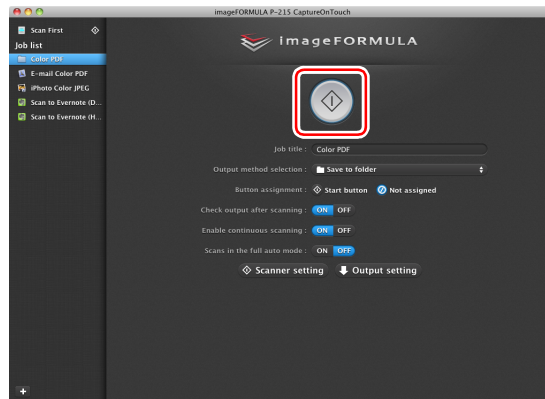 imageFORMULA P-215 CaptureOnTouch
Scan First
Job list
Color PDF
E-mail Color PDF
iPhoto Color JPEG
Scan to Evernote (D...
Scan to Evernote (H...
imageFORMULA
Job title : Color PDF
Output method selection : Save to folder
Button assignment : Start button Not assigned
Check output after scanning : ON OFF
Enable continuous scanning : ON OFF
Scans in the full auto mode : ON OFF
Scanner setting Output setting